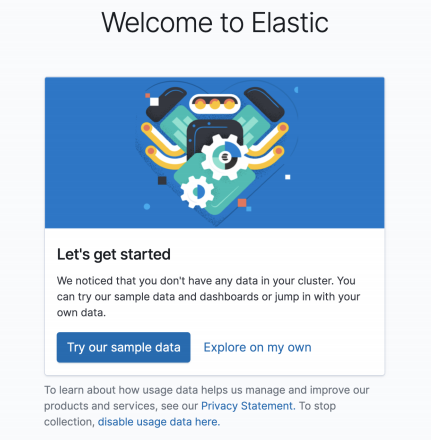 Welcome to Elastic
Let's get started
We noticed that you don't have any data in your cluster. You
can try our sample data and dashboards or jump in with your
own data.
Try our sample data
Explore on my own
To learn about how usage data helps us manage and improve our
products and services, see our Privacy Statement. To stop
collection, disable usage data here.